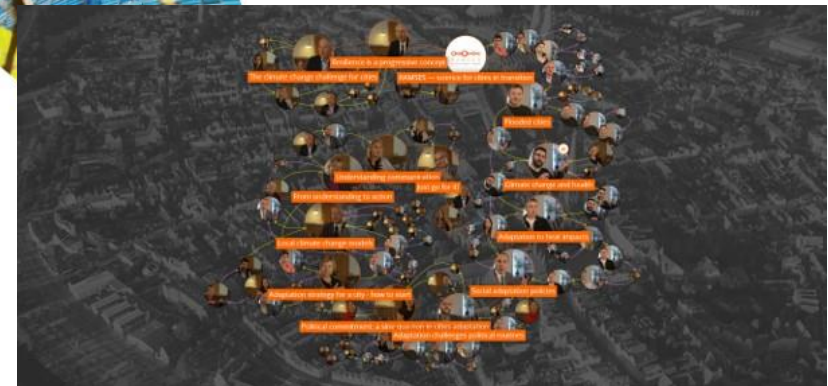 Resilience is a progressive concept
The climate change challenge for cities
RAMSES — science for cities in transition
Flooded cities
Understanding communication
Just go for it!
Climate change and health
From understanding to action
Local climate change models
Adaptation to heat impacts
Adaptation strategy for a city - how to start
Social adaptation policies
Political commitment: a sine qua non in cities adaptation
Adaptation challenges political routines